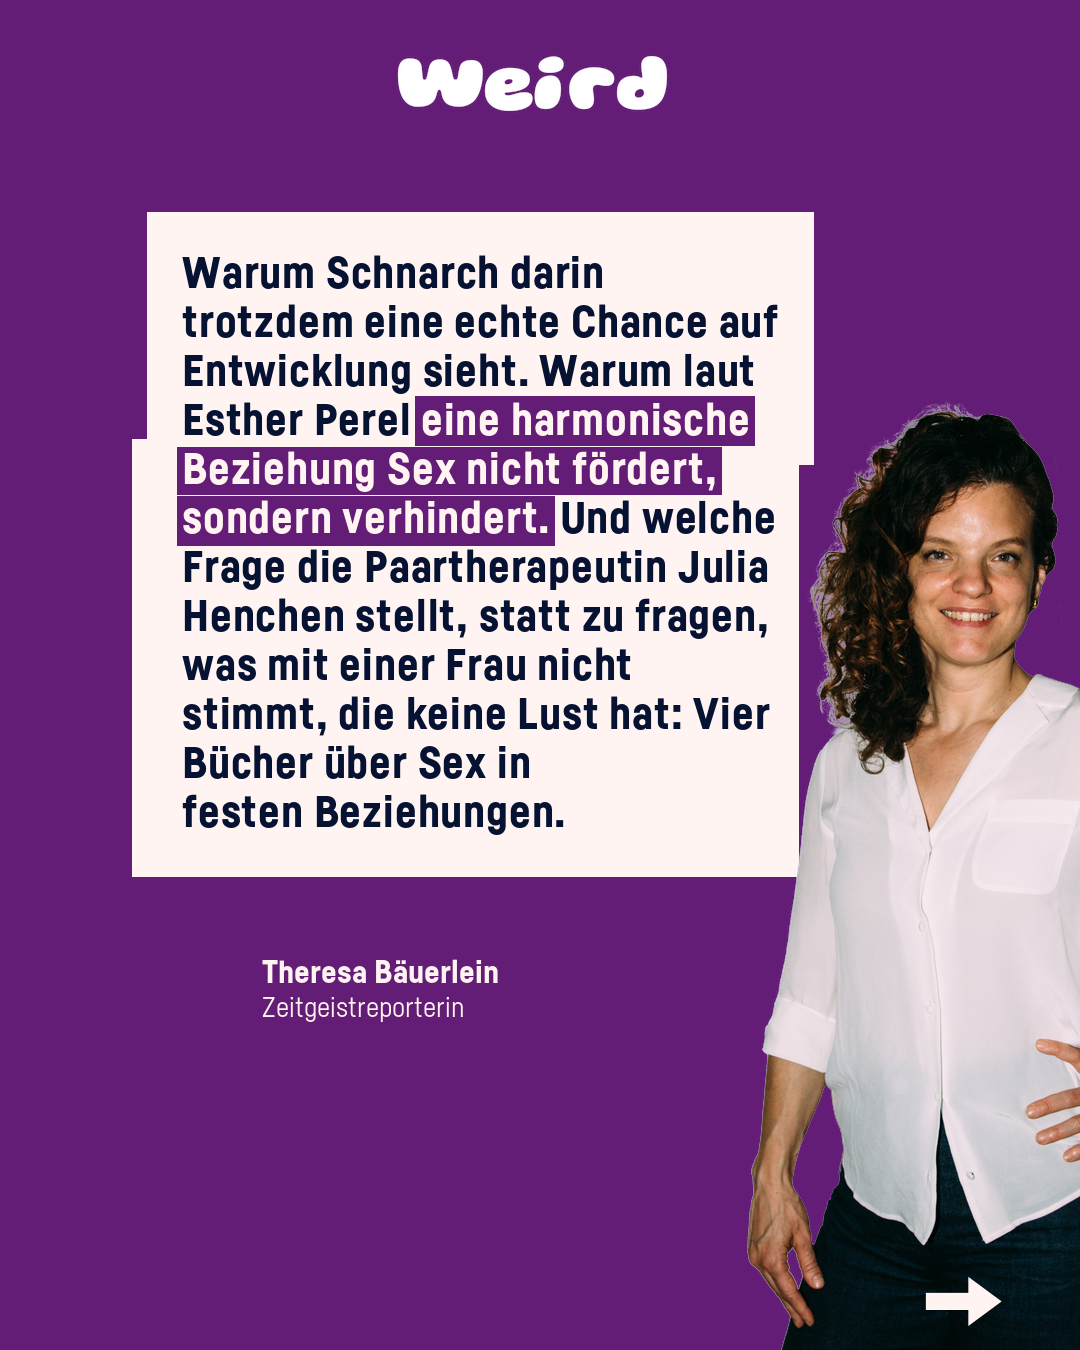 Weird
Warum Schnarch darin
trotzdem eine echte Chance auf
Entwicklung sieht. Warum laut
Esther Perel eine harmonische
Beziehung Sex nicht fördert,
sondern verhindert. Und welche
Frage die Paartherapeutin Julia
Henchen stellt, statt zu fragen,
was mit einer Frau nicht
stimmt, die keine Lust hat: Vier
Bücher über Sex in
festen Beziehungen.
Theresa Bäuerlein
Zeitgeistreporterin